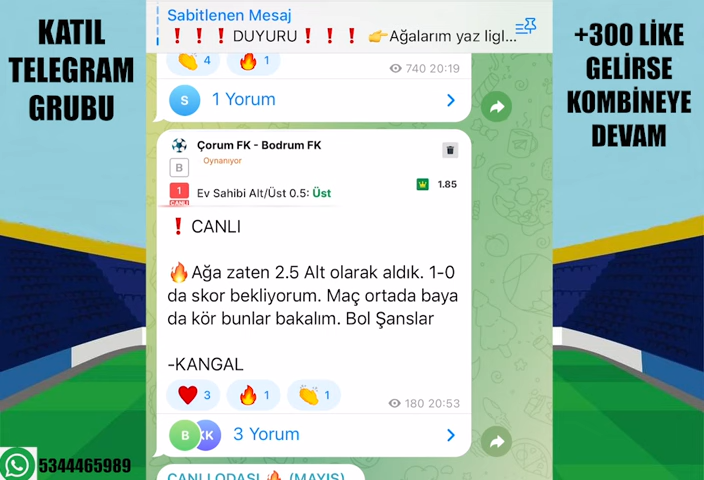 KATIL
TELEGRAM
GRUBU
+300 LİKE
GELİRSE
KOMBİNEYE
DEVAM
Sabitlenen Mesaj
❗❗❗DUYURU❗❗❗ 👉Ağalarım yaz ligl...
👏 4 🔥 1
740 20:19
S 1 Yorum
Çorum FK - Bodrum FK
Oynanıyor
B
1
CANLI
Ev Sahibi Alt/Üst 0.5: Üst
1.85
❗ CANLI
🔥Ağa zaten 2.5 Alt olarak aldık. 1-0
da skor bekliyorum. Maç ortada baya
da kör bunlar bakalım. Bol Şanslar
-KANGAL
❤️ 3 🔥 1 👏 1
180 20:53
B KK 3 Yorum
CANLI ODASI🔥(MAYIS)
5344465989